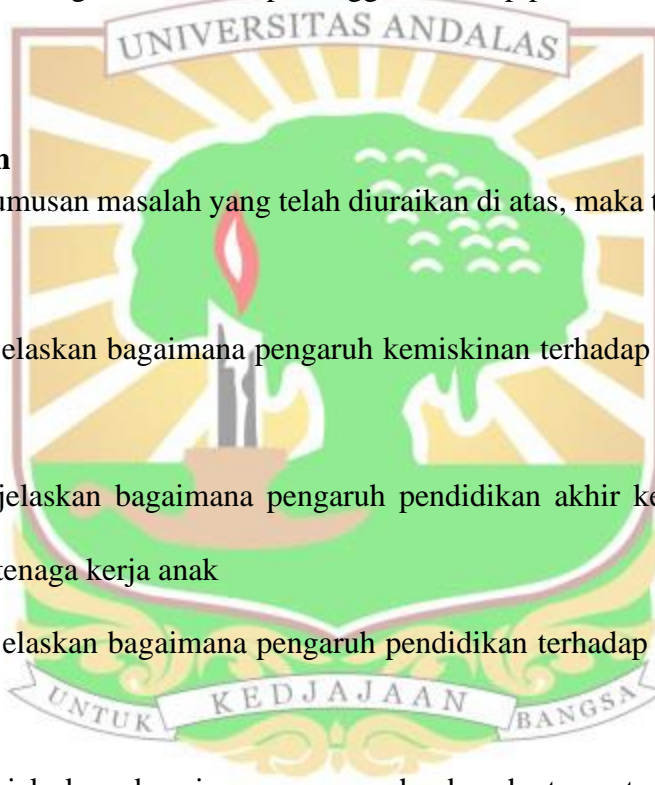 UNIVERSITAS ANDALAS
umusan masalah yang telah diuraikan di atas, maka t
elaskan bagaimana pengaruh kemiskinan terhadap
jelaskan bagaimana pengaruh pendidikan akhir ke
tenaga kerja anak
elaskan bagaimana pengaruh pendidikan terhadap
UNTUK KEDJAJAAN BANGSA